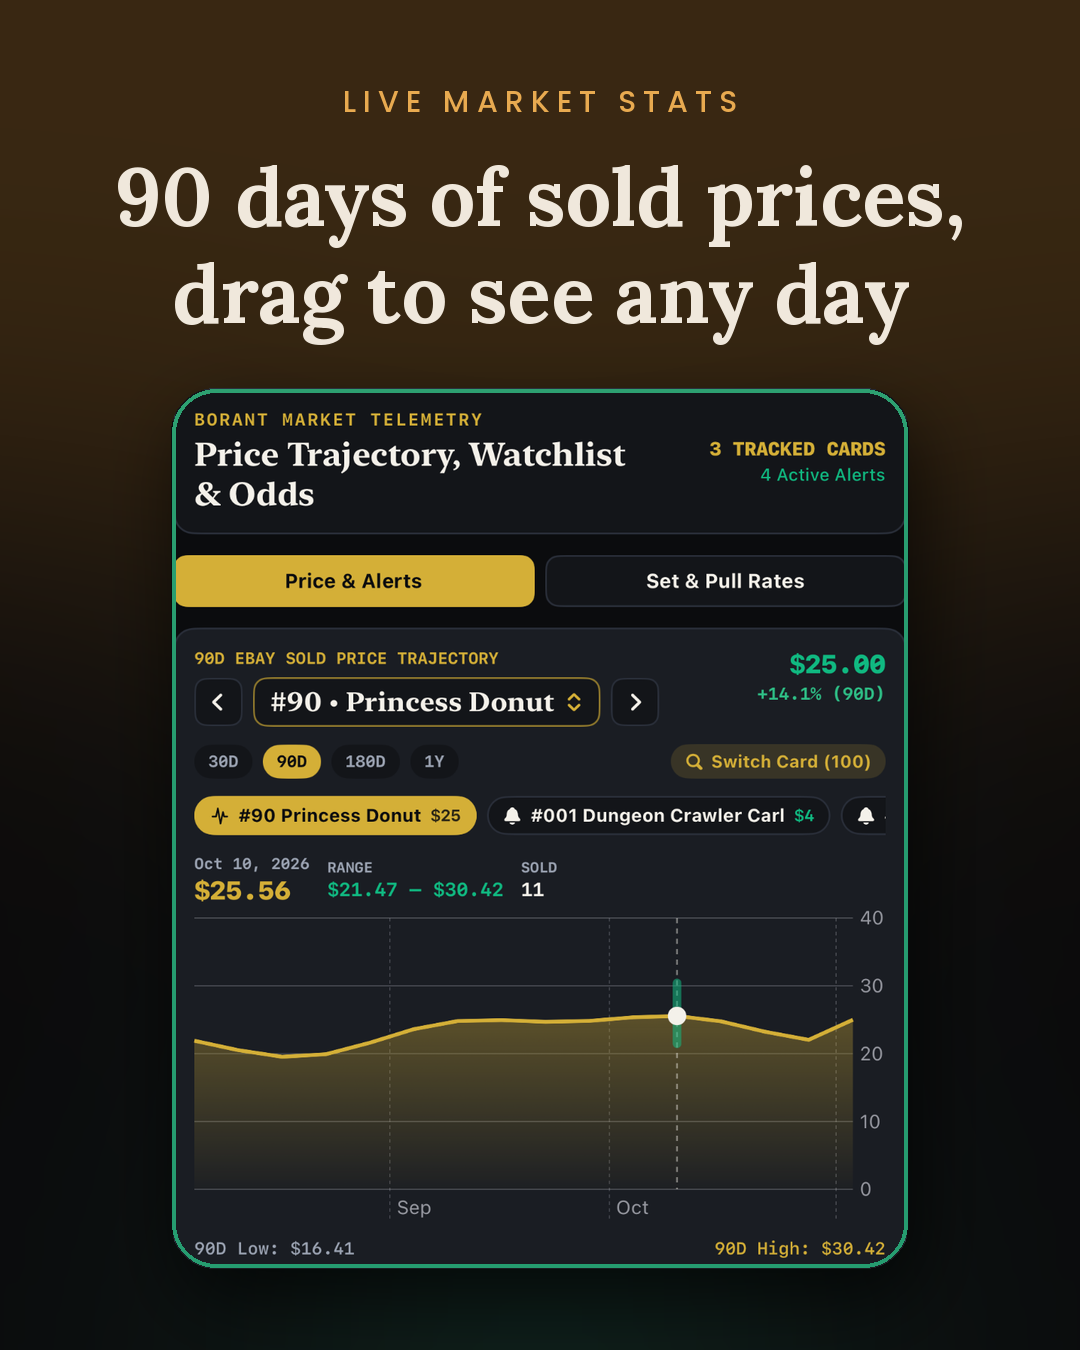 LIVE MARKET STATS
90 days of sold prices,
drag to see any day
BORANT MARKET TELEMETRY
Price Trajectory, Watchlist
& Odds
3 TRACKED CARDS
4 Active Alerts
Price & Alerts
Set & Pull Rates
90D EBAY SOLD PRICE TRAJECTORY
#90 • Princess Donut
$25.00
+14.1% (90D)
30D
90D
180D
1Y
Switch Card (100)
#90 Princess Donut $25
#001 Dungeon Crawler Carl $4
Oct 10, 2026
$25.56
RANGE
$21.47 — $30.42
SOLD
11
40
30
20
10
0
Sep
Oct
90D Low: $16.41
90D High: $30.42